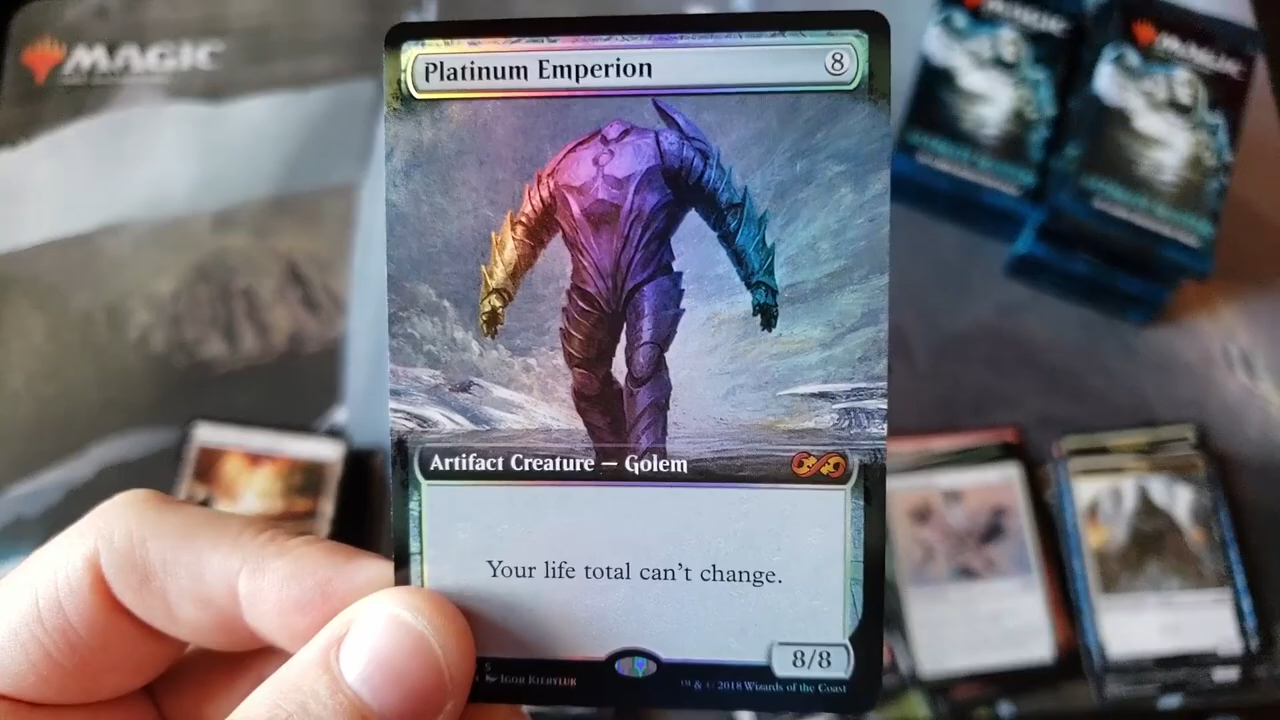 MAGIC
Platinum Emperion 8
Artifact Creature — Golem
Your life total can't change.
8/8
S
Igor Kieryluk
™ & © 2018 Wizards of the Coast
MAGIC